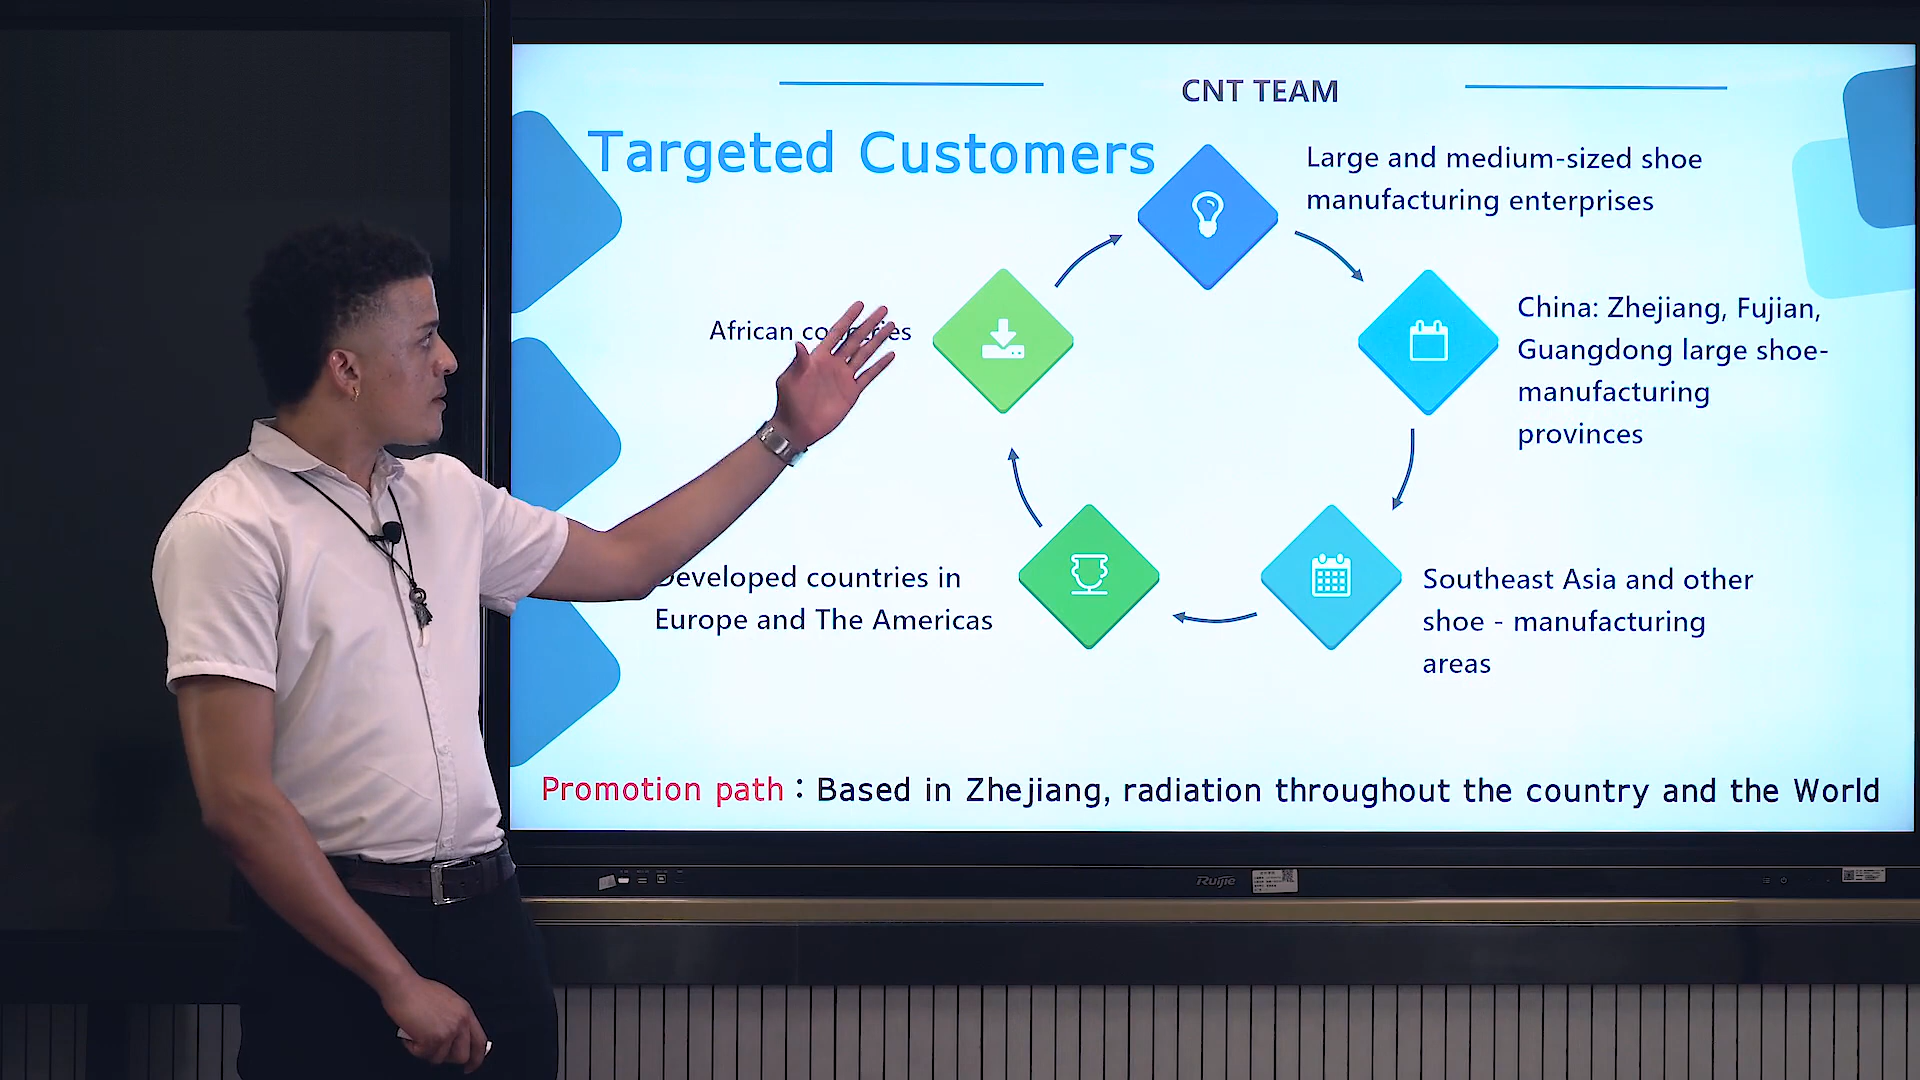 CNT TEAM
Targeted Customers
Large and medium-sized shoe
manufacturing enterprises
China: Zhejiang, Fujian,
Guangdong large shoe-
manufacturing
provinces
Southeast Asia and other
shoe - manufacturing
areas
Developed countries in
Europe and The Americas
African countries
Promotion path：Based in Zhejiang, radiation throughout the country and the World
Ruijie